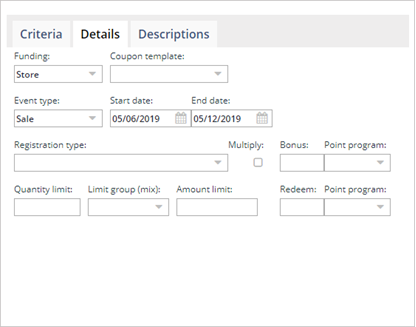 Criteria Details Descriptions
Funding: Coupon template:
Store
Event type: Start date: End date:
Sale 05/06/2019 05/12/2019
Registration type: Multiply: Bonus: Point program:
Quantity limit: Limit group (mix): Amount limit: Redeem: Point program: